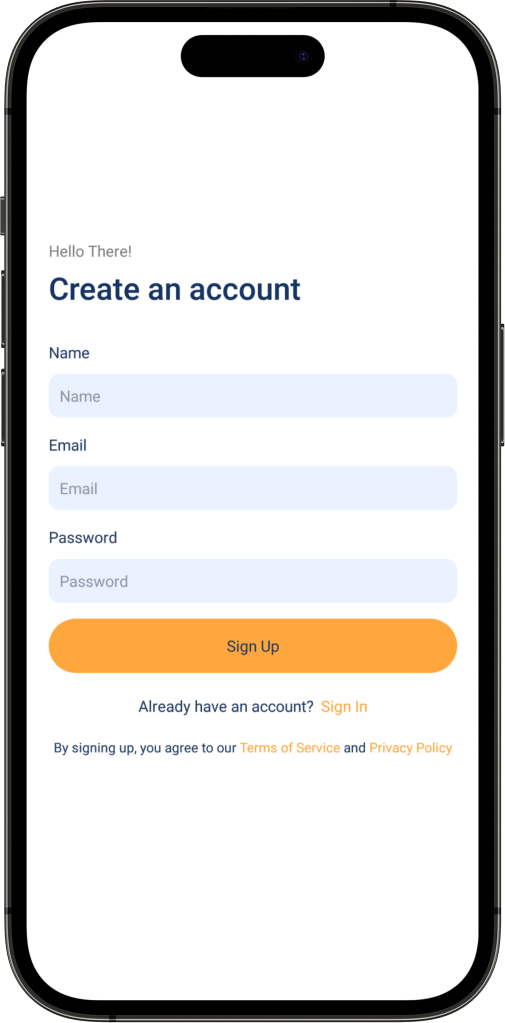 Hello There!
Create an account
Name
Name
Email
Email
Password
Password
Sign Up
Already have an account? Sign In
By signing up, you agree to our Terms of Service and Privacy Policy